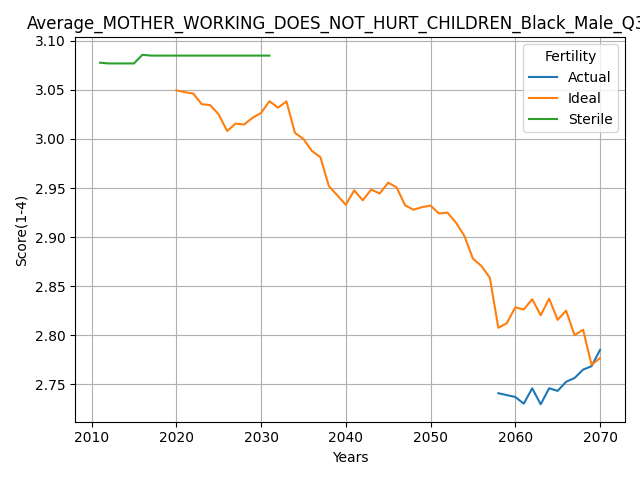 Average_MOTHER_WORKING_DOES_NOT_HURT_CHILDREN_Black_Male_Q3
3.10
3.05
3.00
2.95
2.90
2.85
2.80
2.75
Score(1-4)
Fertility
Actual
Ideal
Sterile
2010 2020 2030 2040 2050 2060 2070
Years